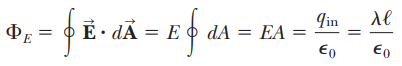 Φ_E = ∮ E⃗ · dA⃗ = E ∮ dA = EA = q_in/ϵ₀ = λℓ/ϵ₀